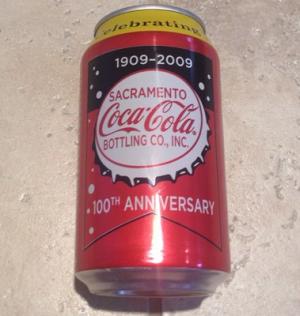 Celebrating
1909-2009
SACRAMENTO
Coca-Cola
BOTTLING CO., INC.
100TH ANNIVERSARY